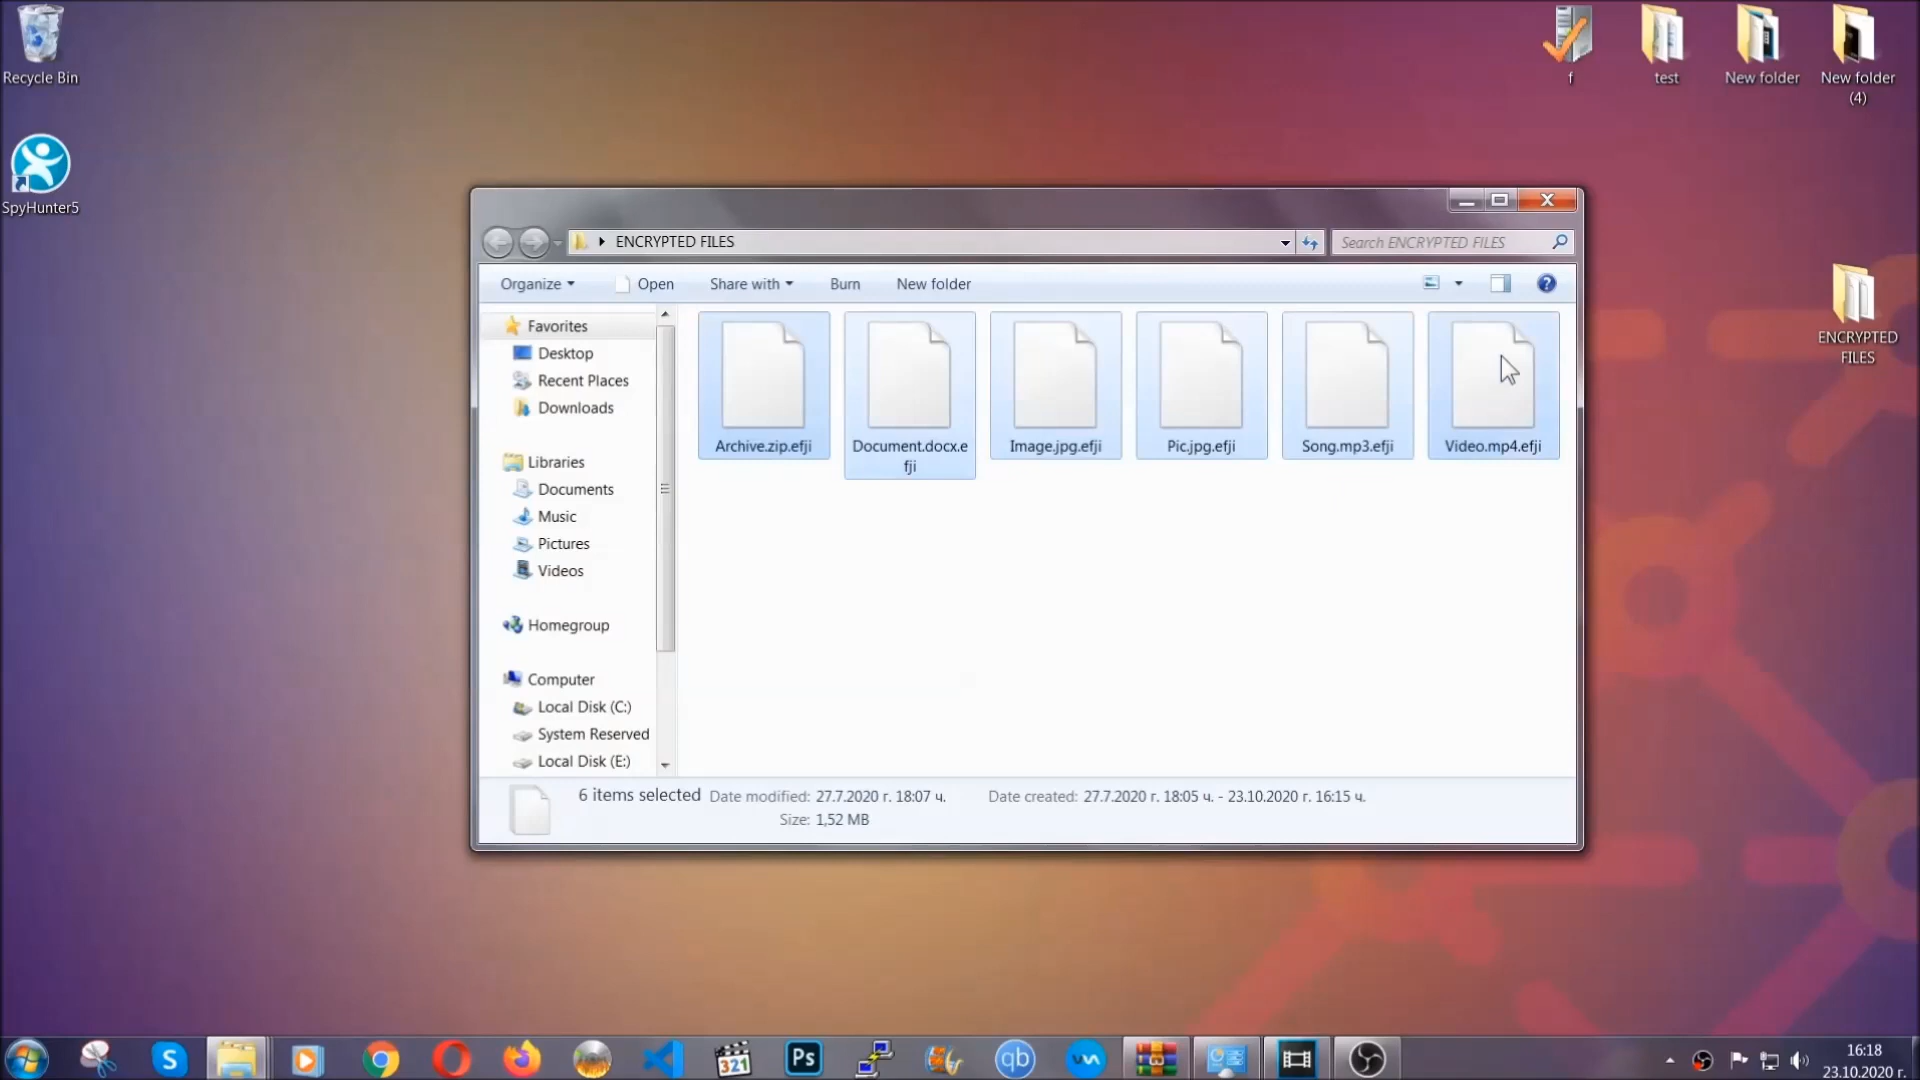 Recycle Bin
SpyHunter5
f
test
New folder
New folder
(4)
ENCRYPTED
FILES
ENCRYPTED FILES
Search ENCRYPTED FILES
Organize
Open
Share with
Burn
New folder
Favorites
Desktop
Recent Places
Downloads
Libraries
Documents
Music
Pictures
Videos
Homegroup
Computer
Local Disk (C:)
System Reserved
Local Disk (E:)
Archive.zip.efji
Document.docx.e
fji
Image.jpg.efji
Pic.jpg.efji
Song.mp3.efji
Video.mp4.efji
6 items selected Date modified: 27.7.2020 г. 18:07 ч. Date created: 27.7.2020 г. 18:05 ч. - 23.10.2020 г. 16:15 ч.
Size: 1,52 MB
S
321
Ps
qb
16:18
23.10.2020 г.